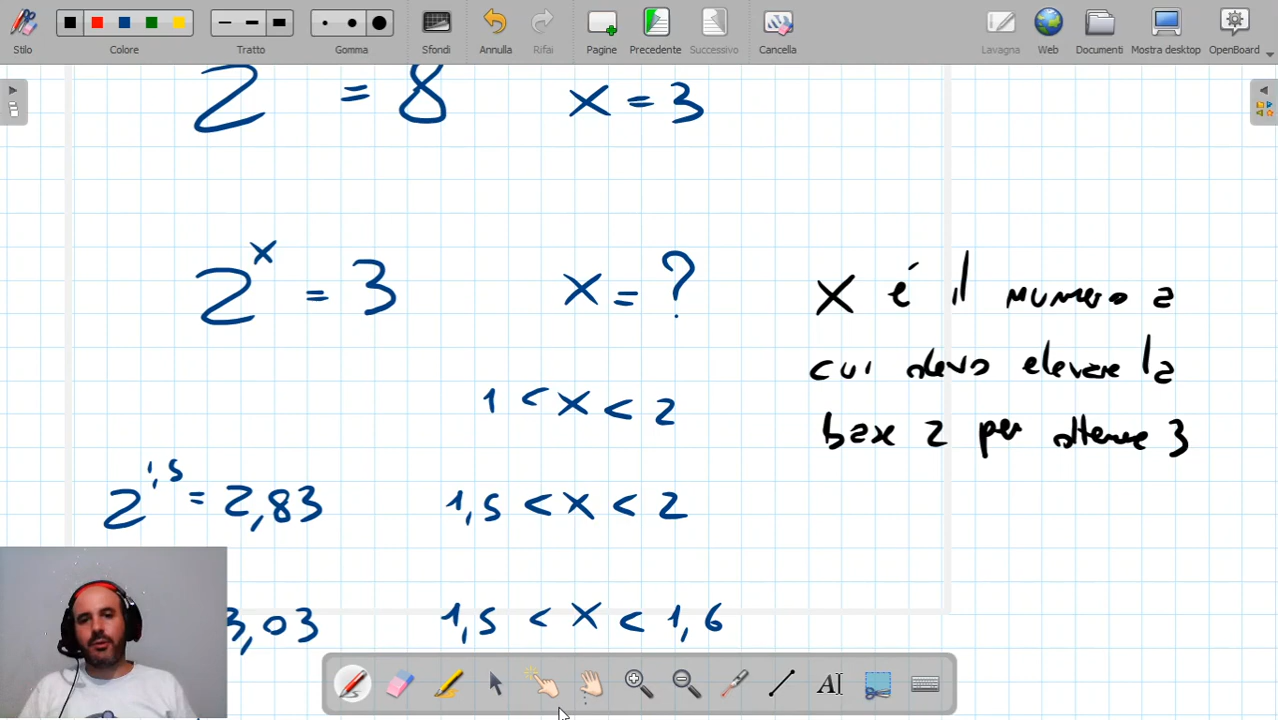 Stilo Colore Tratto Gomma Sfondi Annulla Rifai Pagine Precedente Successivo Cancella Lavagna Web Documenti Mostra desktop OpenBoard
2 = 8 x = 3
2^x = 3 x = ?
1 < x < 2
2^1,5 = 2,83 1,5 < x < 2
3,03 1,5 < x < 1,6
X é il numero a
cui devo elevare la
base 2 per ottenere 3
AI